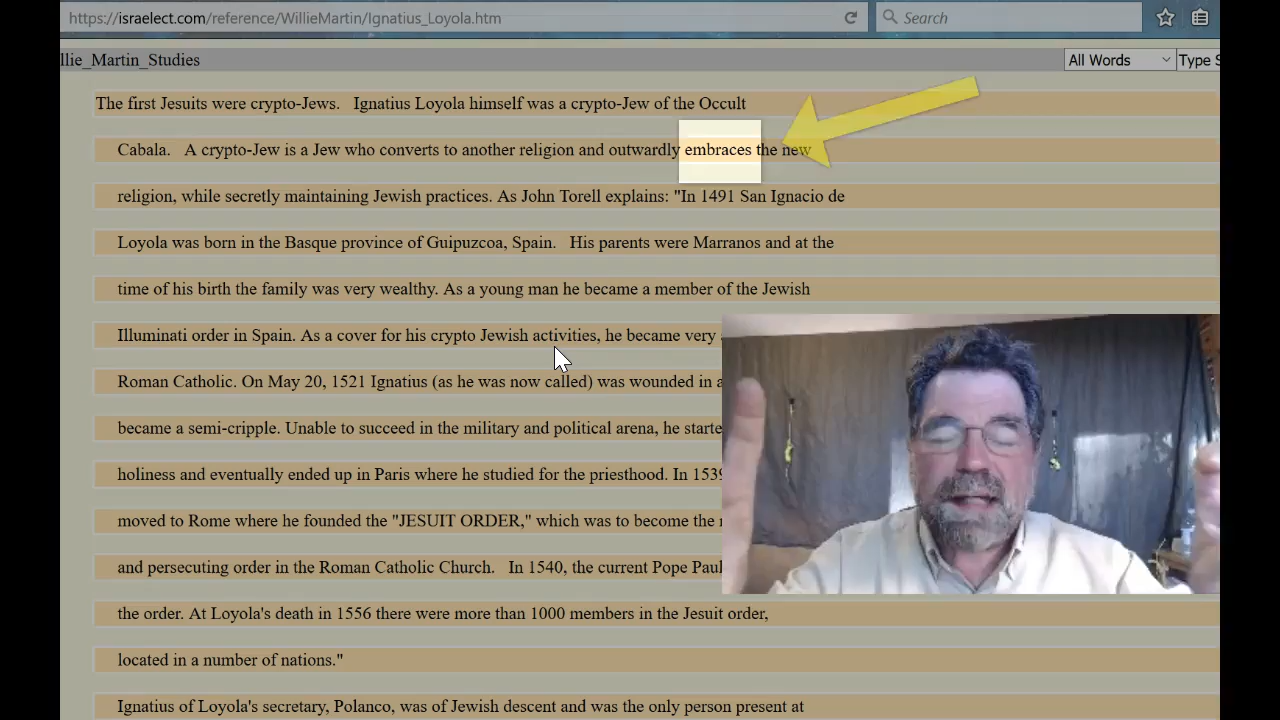 https://israelect.com/reference/WillieMartin/Ignatius_Loyola.htm
Search
llie_Martin_Studies
All Words
Type S
The first Jesuits were crypto-Jews. Ignatius Loyola himself was a crypto-Jew of the Occult
Cabala. A crypto-Jew is a Jew who converts to another religion and outwardly embraces the new
religion, while secretly maintaining Jewish practices. As John Torell explains: "In 1491 San Ignacio de
Loyola was born in the Basque province of Guipuzcoa, Spain. His parents were Marranos and at the
time of his birth the family was very wealthy. As a young man he became a member of the Jewish
Illuminati order in Spain. As a cover for his crypto Jewish activities, he became very
Roman Catholic. On May 20, 1521 Ignatius (as he was now called) was wounded in a
became a semi-cripple. Unable to succeed in the military and political arena, he starte
holiness and eventually ended up in Paris where he studied for the priesthood. In 1539
moved to Rome where he founded the "JESUIT ORDER," which was to become the
and persecuting order in the Roman Catholic Church. In 1540, the current Pope Paul
the order. At Loyola's death in 1556 there were more than 1000 members in the Jesuit order,
located in a number of nations."
Ignatius of Loyola's secretary, Polanco, was of Jewish descent and was the only person present at